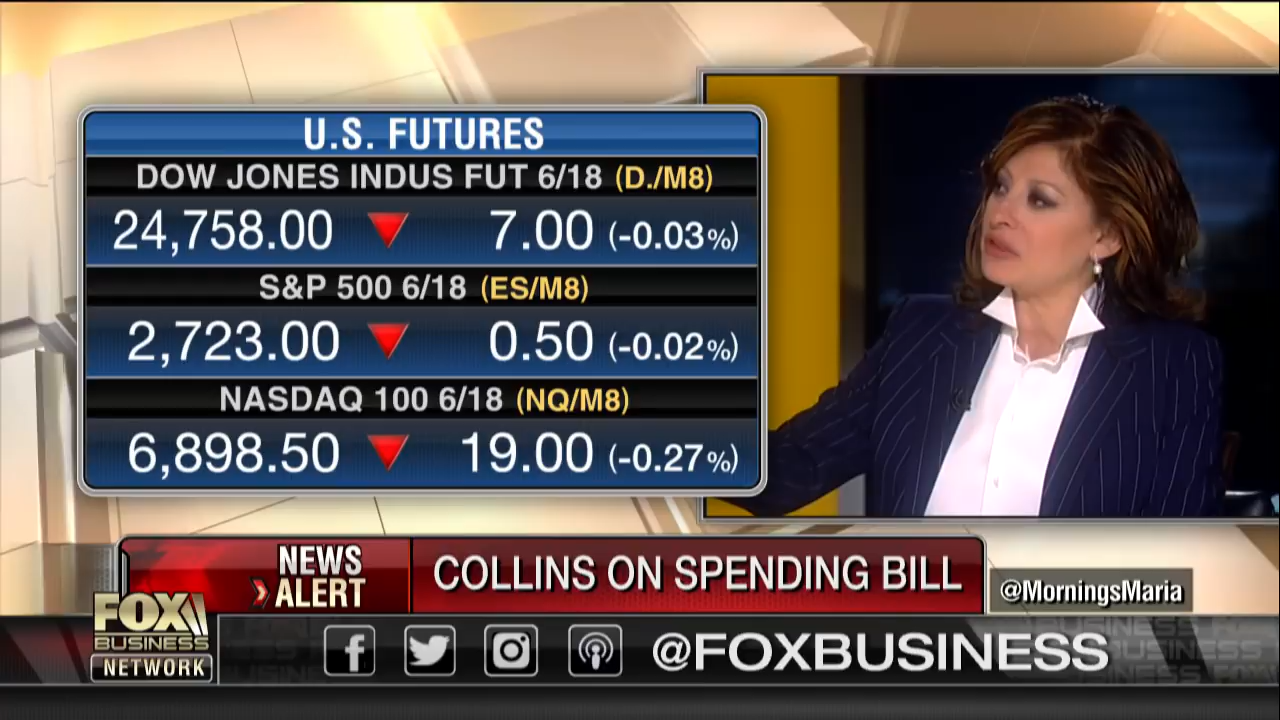 U.S. FUTURES
DOW JONES INDUS FUT 6/18 (D./M8)
24,758.00 ▼ 7.00 (-0.03%)
S&P 500 6/18 (ES/M8)
2,723.00 ▼ 0.50 (-0.02%)
NASDAQ 100 6/18 (NQ/M8)
6,898.50 ▼ 19.00 (-0.27%)
NEWS
ALERT
COLLINS ON SPENDING BILL
@MorningsMaria
FOX
BUSINESS
NETWORK
@FOXBUSINESS